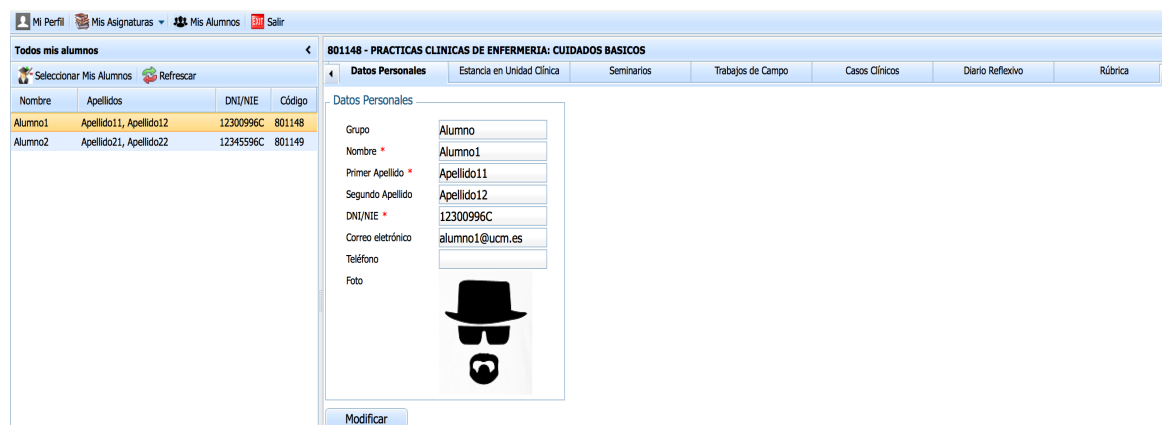 Mi Perfil Mis Asignaturas Mis Alumnos EXIT Salir
Todos mis alumnos
801148 - PRACTICAS CLINICAS DE ENFERMERIA: CUIDADOS BASICOS
Seleccionar Mis Alumnos Refrescar
Datos Personales Estancia en Unidad Clínica Seminarios Trabajos de Campo Casos Clínicos Diario Reflexivo Rúbrica
Nombre Apellidos DNI/NIE Código
Alumno1 Apellido11, Apellido12 12300996C 801148
Alumno2 Apellido21, Apellido22 12345596C 801149
Datos Personales
Grupo Alumno
Nombre * Alumno1
Primer Apellido * Apellido11
Segundo Apellido Apellido12
DNI/NIE * 12300996C
Correo eletrónico alumno1@ucm.es
Teléfono
Foto
Modificar